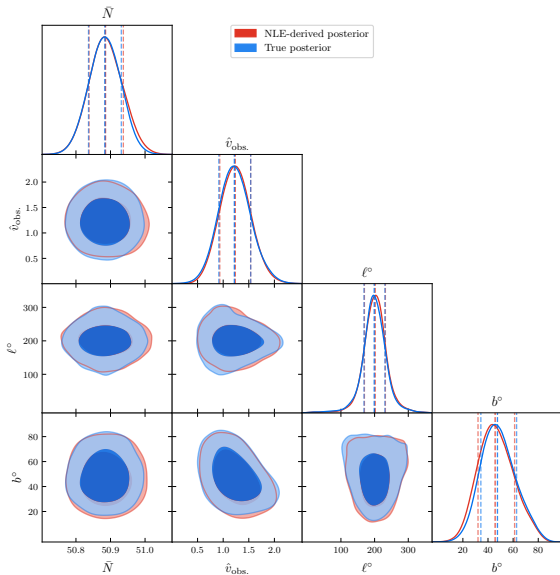 N̄
NLE-derived posterior
True posterior
v̂obs.
2.0
1.5
1.0
0.5
v̂obs.
ℓ°
300
200
100
ℓ°
b°
80
60
40
20
b°
50.8 50.9 51.0
0.5 1.0 1.5 2.0
100 200 300
20 40 60 80
N̄
v̂obs.
ℓ°
b°